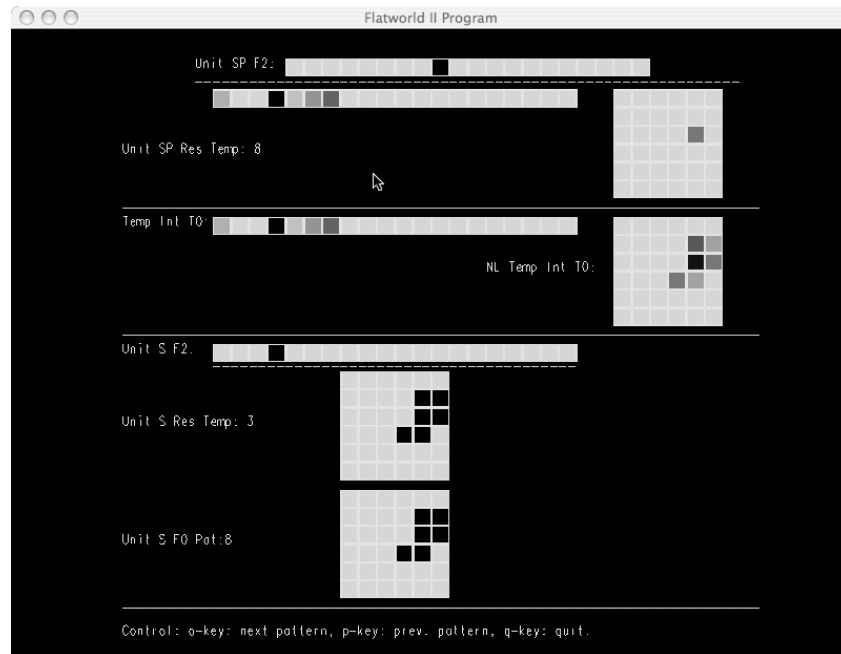 Flatworld II Program
Unit SP F2:
Unit SP Res Temp: 8
Temp Int T0:
NL Temp Int T0:
Unit S F2.
Unit S Res Temp: 3
Unit S F0 Pat:8
Control: o-key: next pattern, p-key: prev. pattern, q-key: quit.